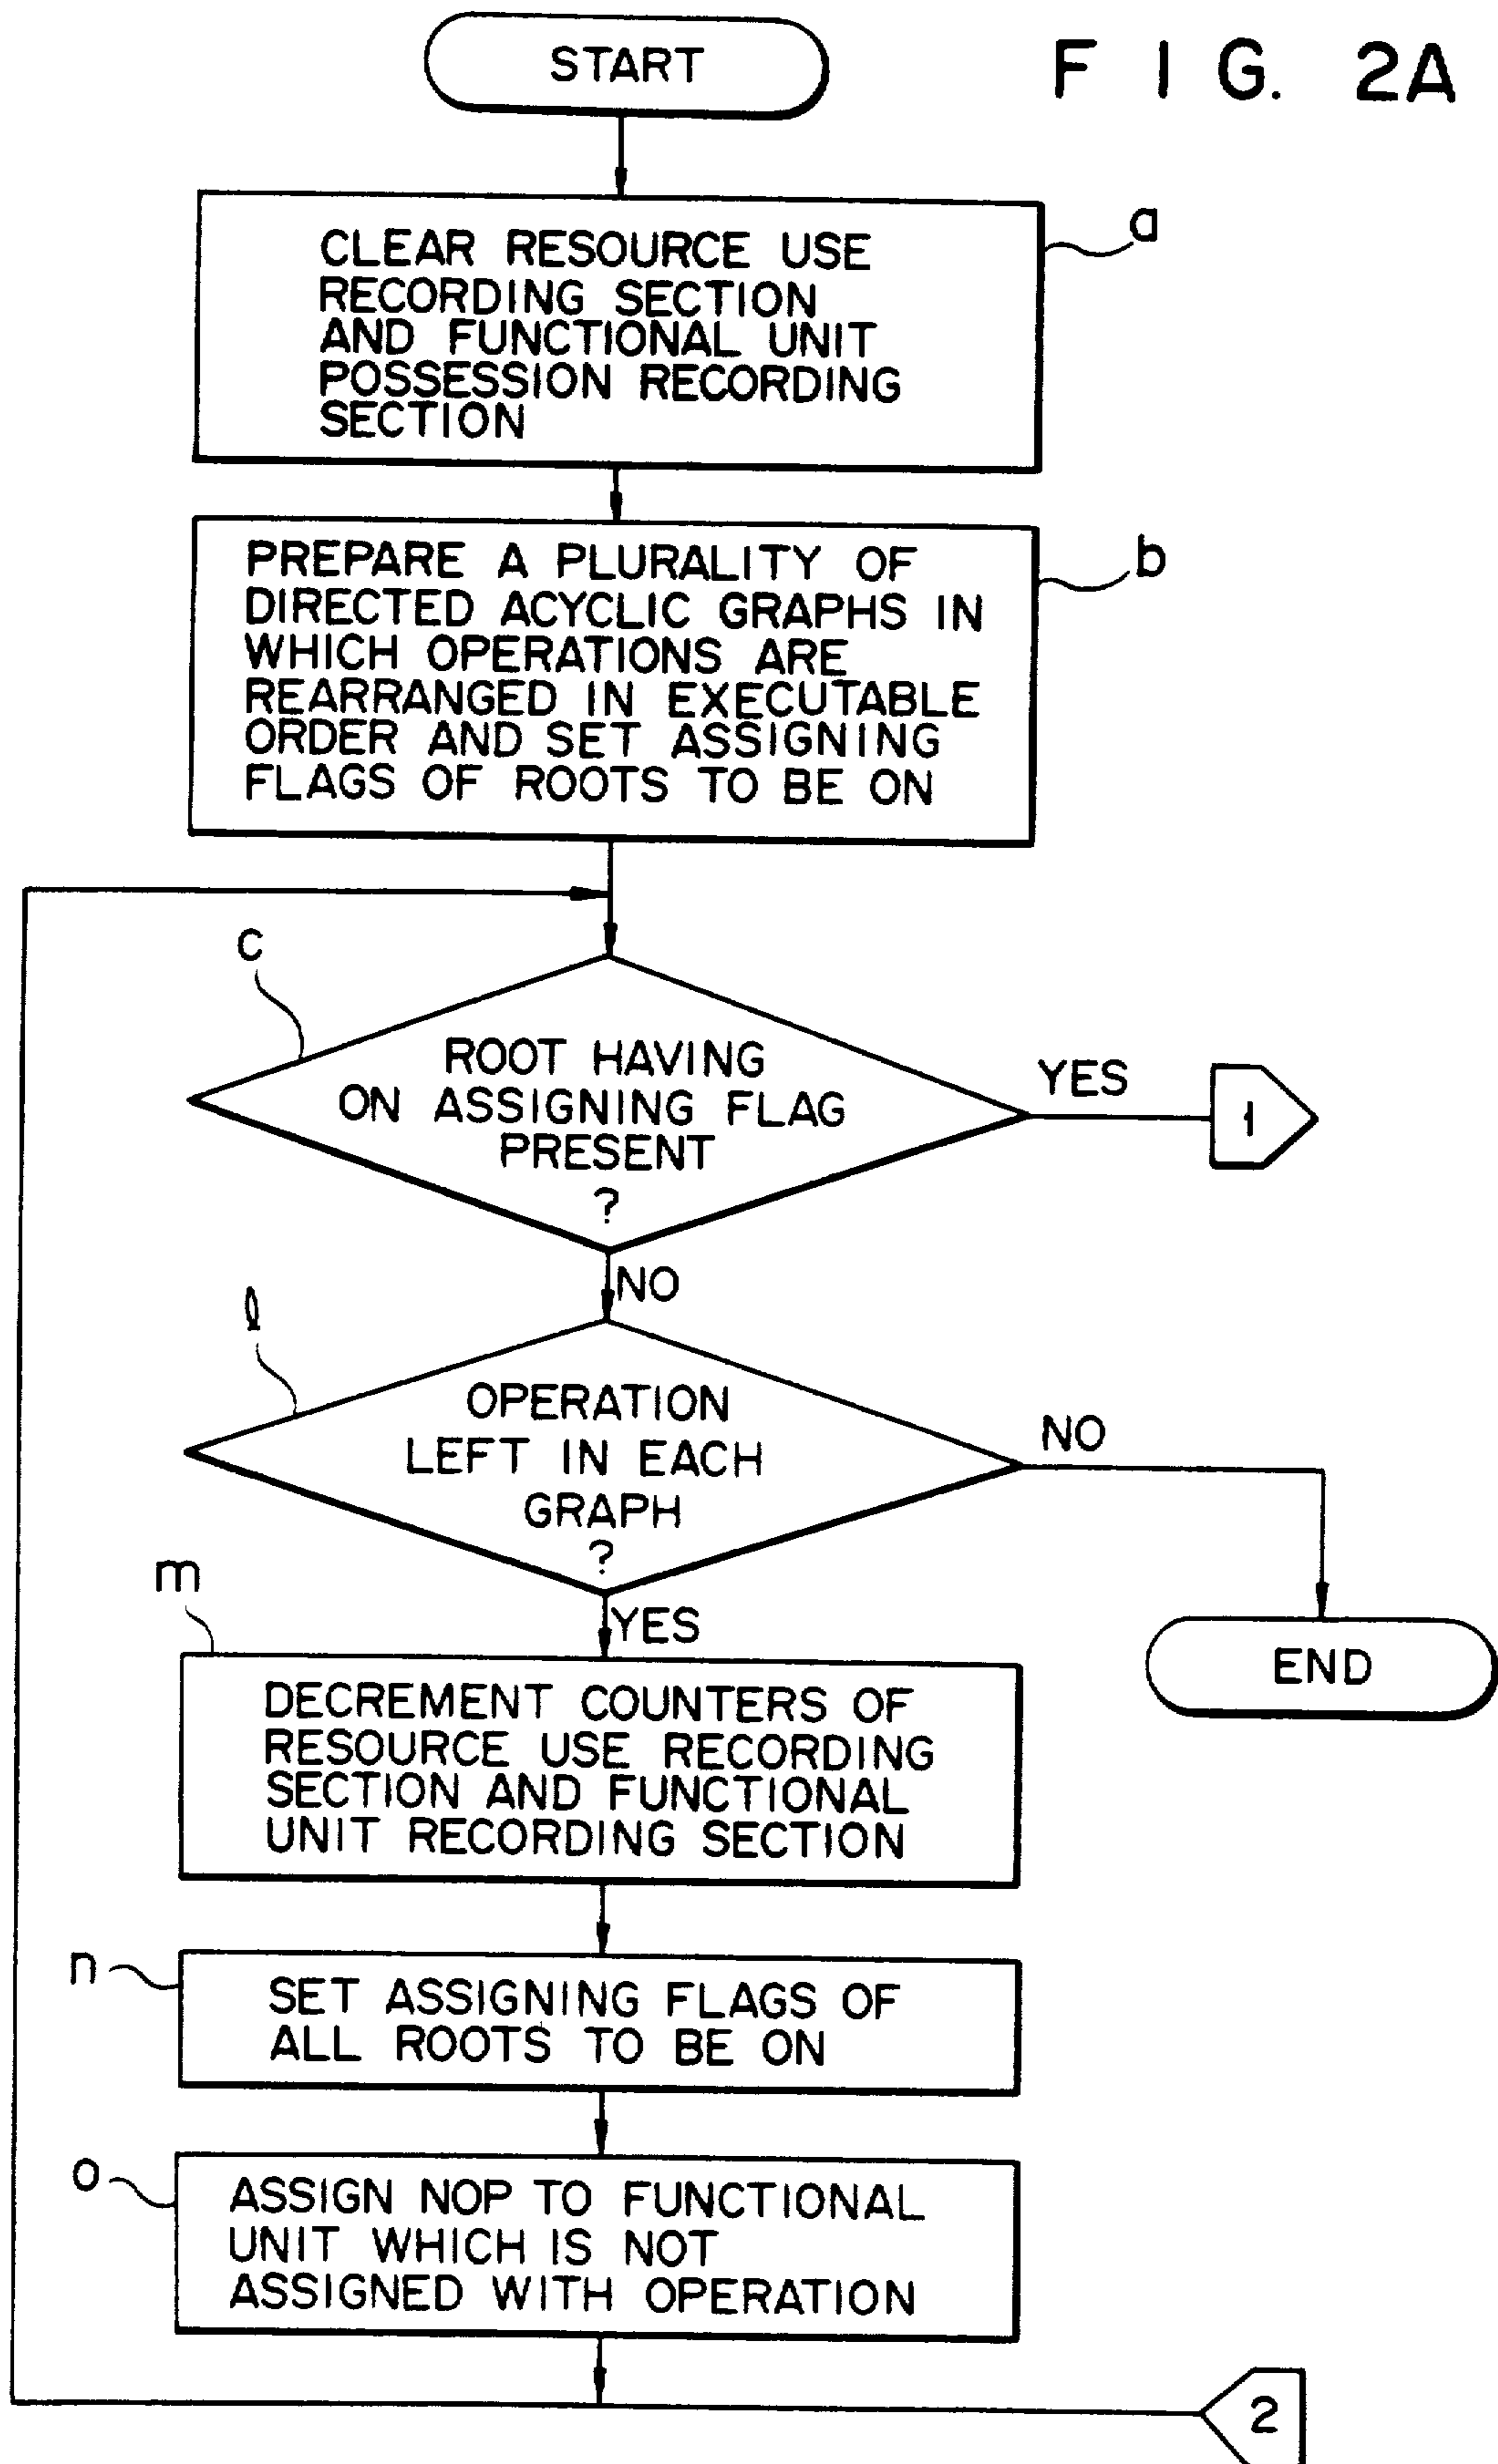 START
F I G. 2A
a
CLEAR RESOURCE USE
RECORDING SECTION
AND FUNCTIONAL UNIT
POSSESSION RECORDING
SECTION
b
PREPARE A PLURALITY OF
DIRECTED ACYCLIC GRAPHS IN
WHICH OPERATIONS ARE
REARRANGED IN EXECUTABLE
ORDER AND SET ASSIGNING
FLAGS OF ROOTS TO BE ON
c
ROOT HAVING
ON ASSIGNING FLAG
PRESENT
?
YES
1
NO
ℓ
OPERATION
LEFT IN EACH
GRAPH
?
NO
END
YES
m
DECREMENT COUNTERS OF
RESOURCE USE RECORDING
SECTION AND FUNCTIONAL
UNIT RECORDING SECTION
n
SET ASSIGNING FLAGS OF
ALL ROOTS TO BE ON
o
ASSIGN NOP TO FUNCTIONAL
UNIT WHICH IS NOT
ASSIGNED WITH OPERATION
2